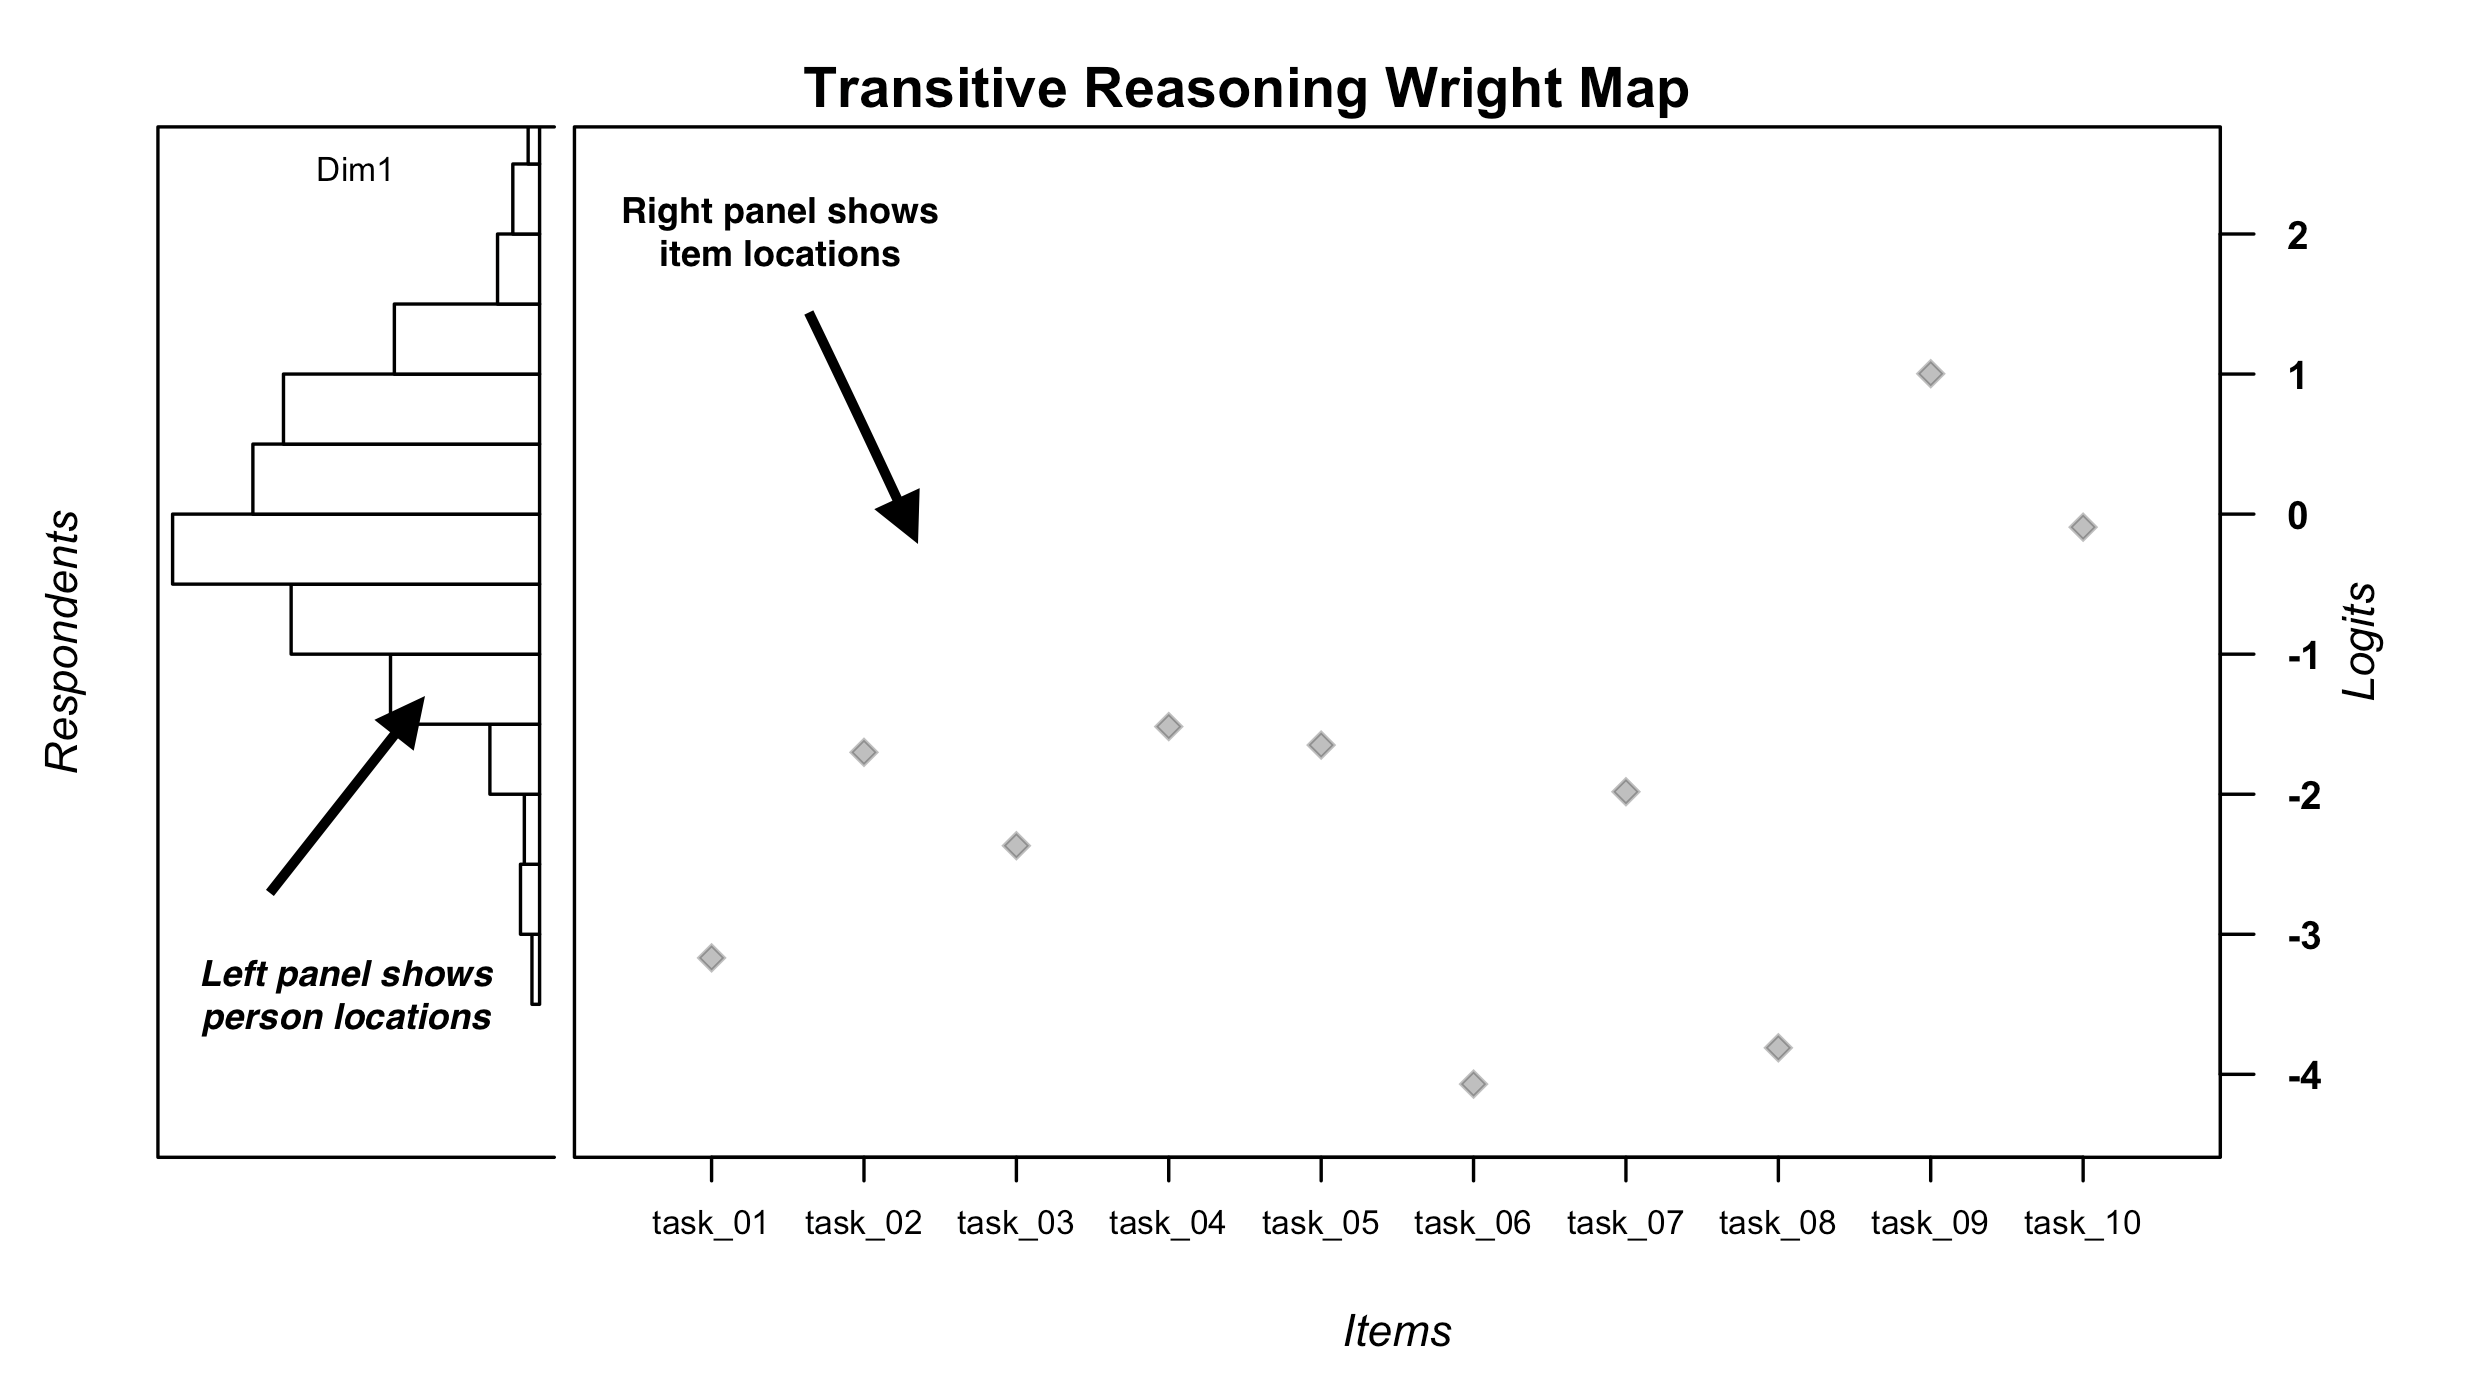 Transitive Reasoning Wright Map
Dim1
Right panel shows
item locations
Left panel shows
person locations
Respondents
2
1
0
-1
-2
-3
-4
Logits
task_01 task_02 task_03 task_04 task_05 task_06 task_07 task_08 task_09 task_10
Items